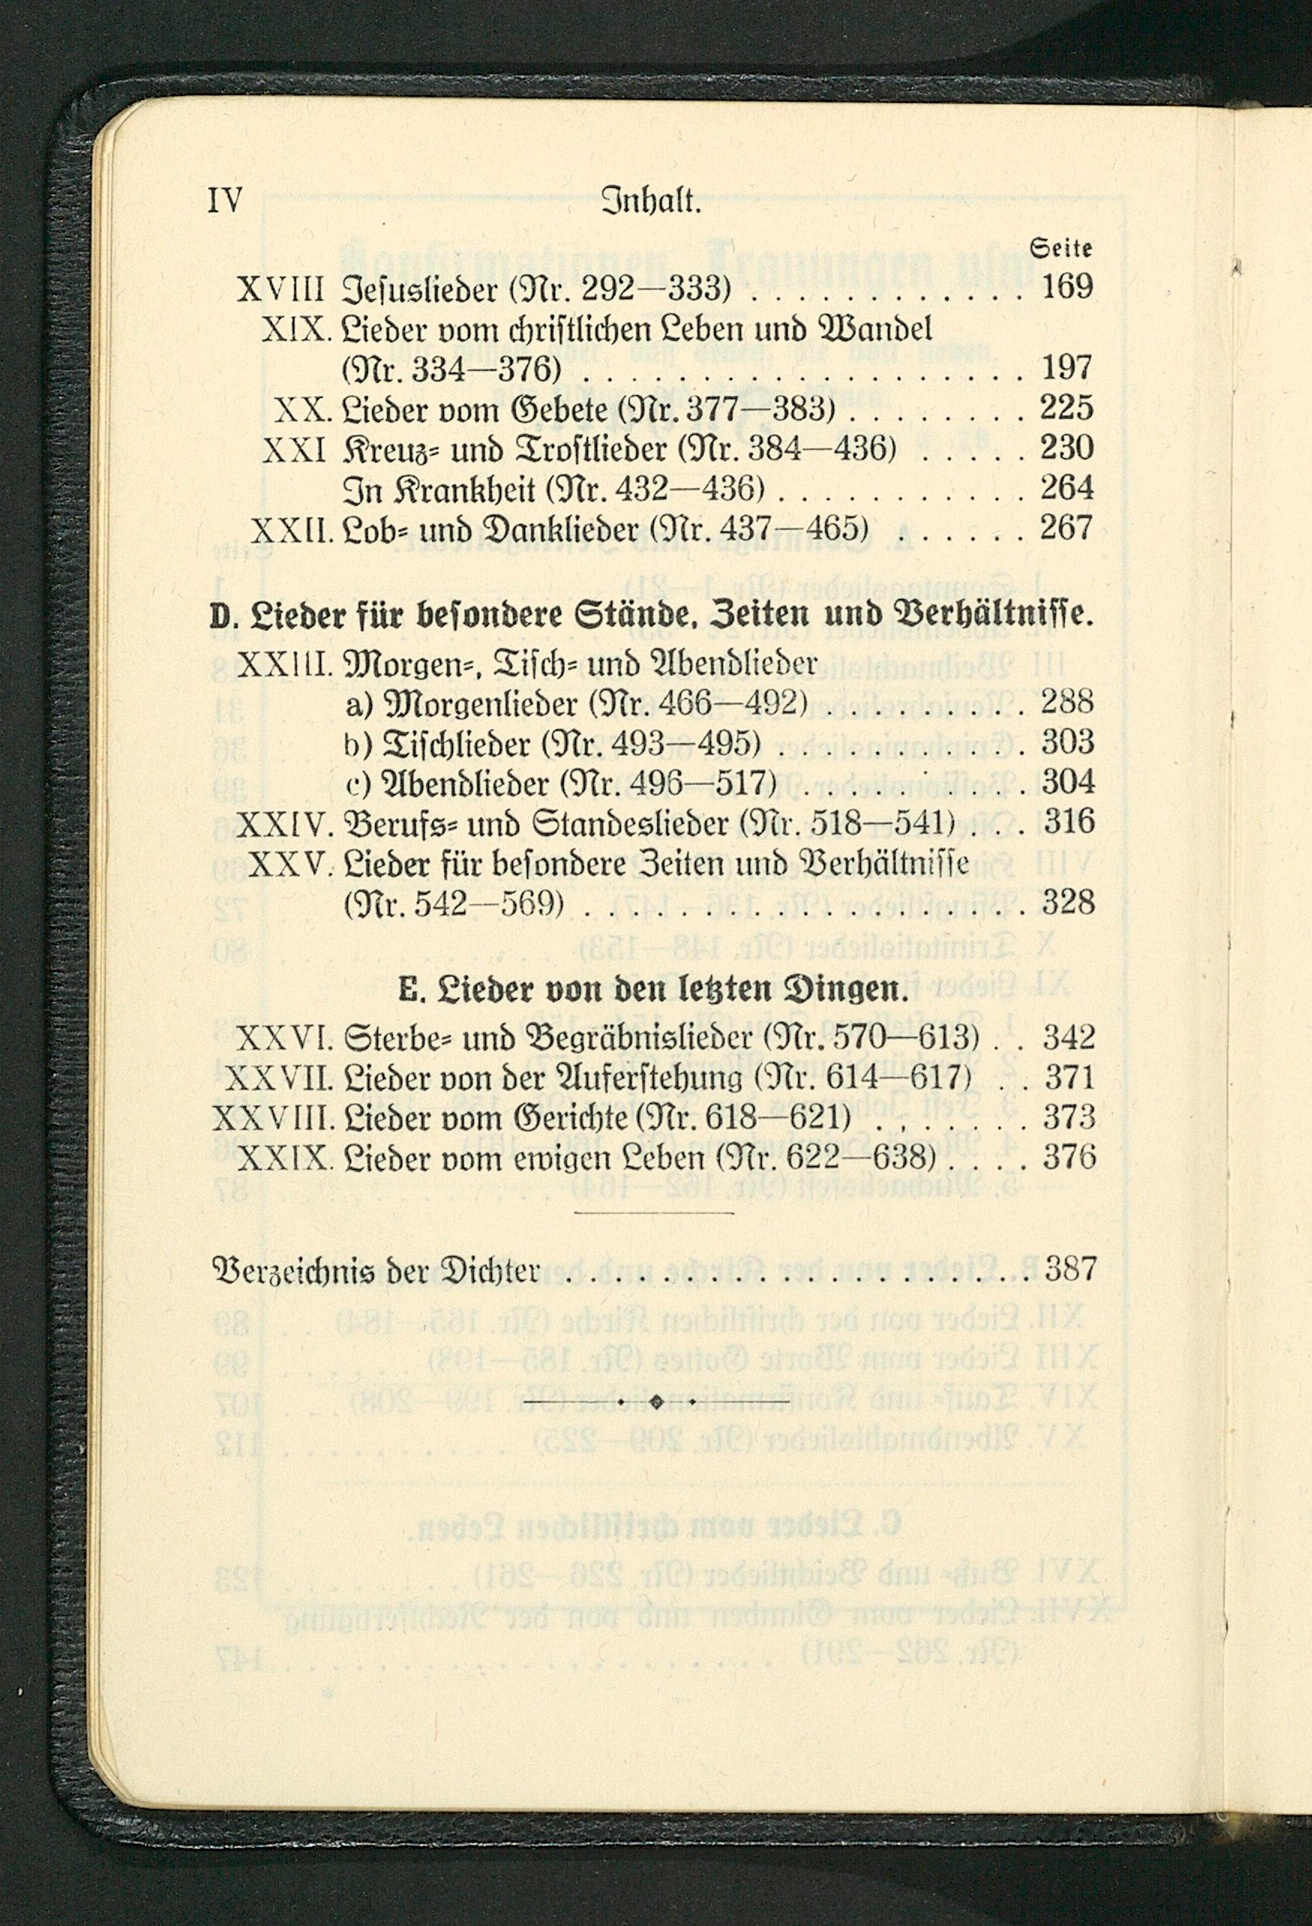 IV Inhalt.
Seite
XVIII Jesuslieder (Nr. 292—333) . . . . . . . . . . . . 169
XIX. Lieder vom christlichen Leben und Wandel
(Nr. 334—376) . . . . . . . . . . . . . . . . . . . 197
XX. Lieder vom Gebete (Nr. 377—383) . . . . . . . . 225
XXI Kreuz= und Trostlieder (Nr. 384—436) . . . . . 230
In Krankheit (Nr. 432—436) . . . . . . . . . . . 264
XXII. Lob= und Danklieder (Nr. 437—465) . . . . . . 267
D. Lieder für besondere Stände, Zeiten und Verhältnisse.
XXIII. Morgen=, Tisch= und Abendlieder
a) Morgenlieder (Nr. 466—492) . . . . . . . . . 288
b) Tischlieder (Nr. 493—495) . . . . . . . . . . . 303
c) Abendlieder (Nr. 496—517) . . . . . . . . . . 304
XXIV. Berufs= und Standeslieder (Nr. 518—541) . . . 316
XXV. Lieder für besondere Zeiten und Verhältnisse
(Nr. 542—569) . . . . . . . . . . . . . . . . . . . 328
E. Lieder von den letzten Dingen.
XXVI. Sterbe= und Begräbnislieder (Nr. 570—613) . . 342
XXVII. Lieder von der Auferstehung (Nr. 614—617) . . 371
XXVIII. Lieder vom Gerichte (Nr. 618—621) . . . . . . . 373
XXIX. Lieder vom ewigen Leben (Nr. 622—638) . . . . 376
Verzeichnis der Dichter . . . . . . . . . . . . . . . . . . . . 387